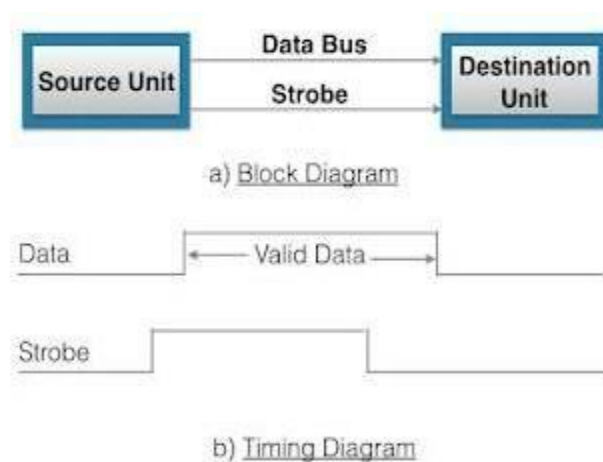 Source Unit
Data Bus
Strobe
Destination
Unit
a) Block Diagram
Data
Valid Data
Strobe
b) Timing Diagram